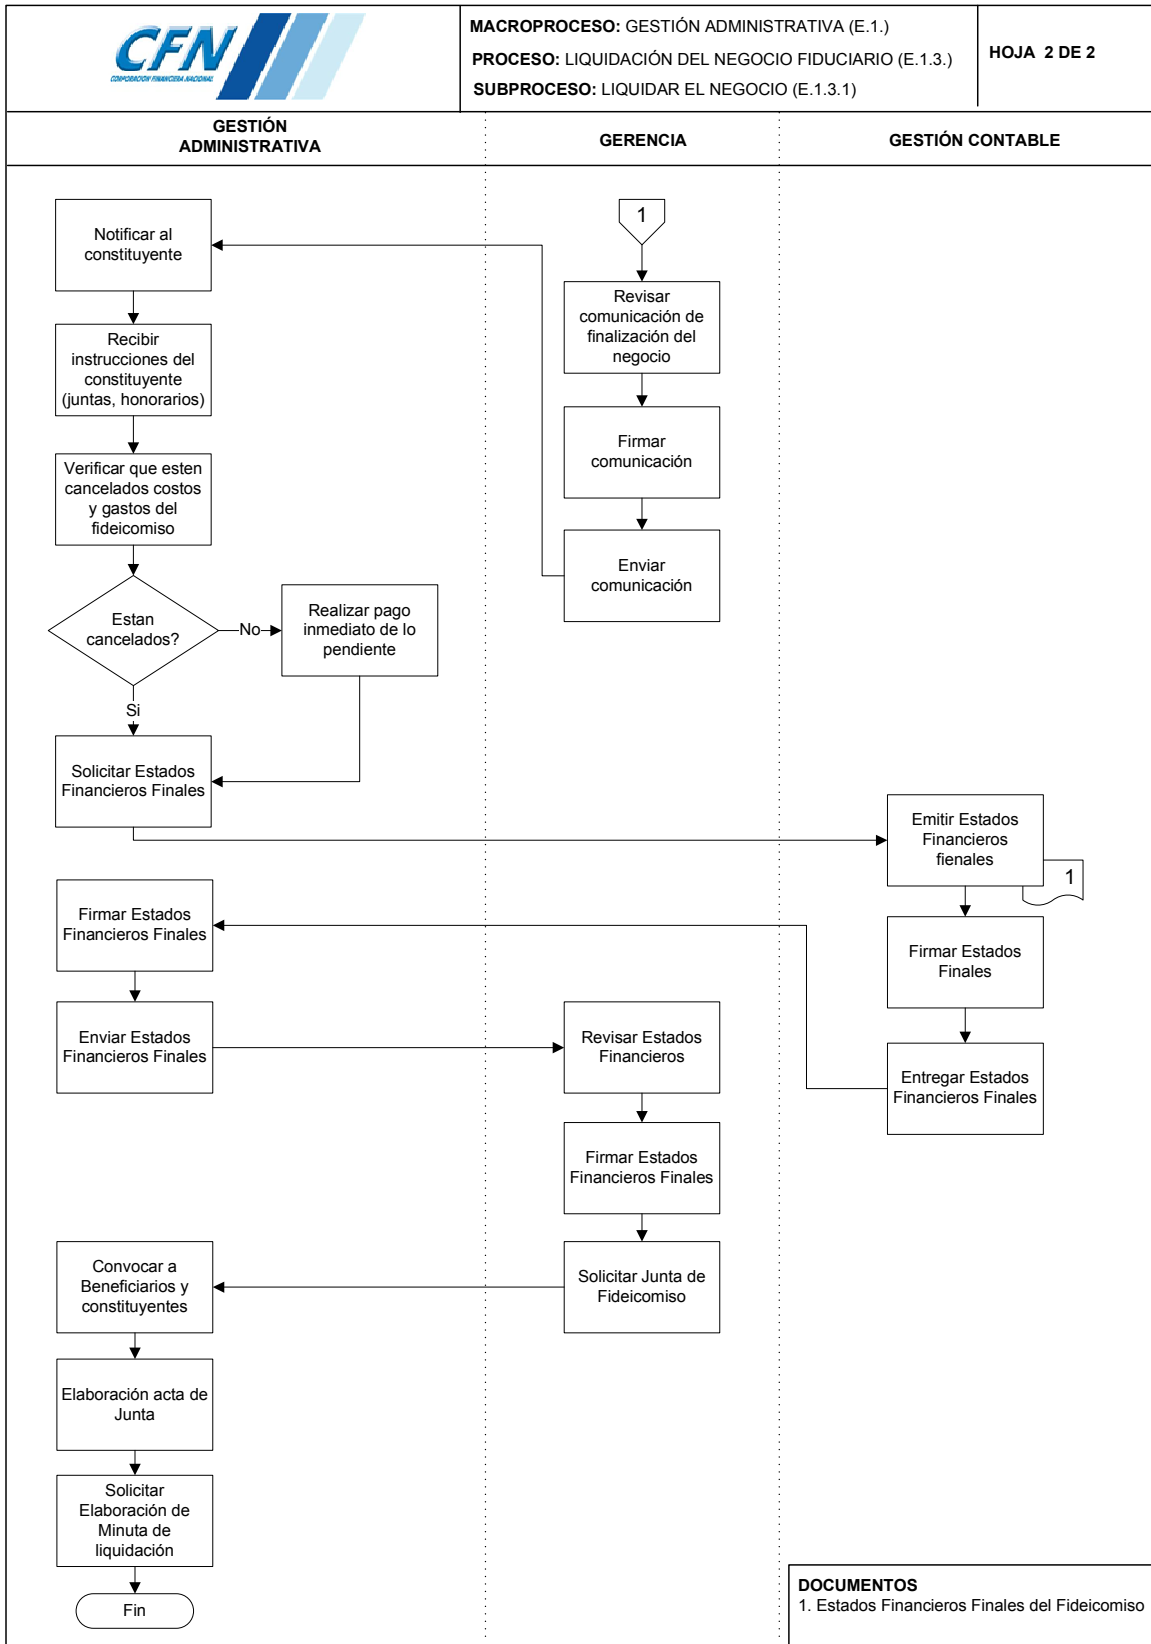 CFN
CORPORACIÓN FINANCIERA NACIONAL
MACROPROCESO: GESTIÓN ADMINISTRATIVA (E.1.)
PROCESO: LIQUIDACIÓN DEL NEGOCIO FIDUCIARIO (E.1.3.)
SUBPROCESO: LIQUIDAR EL NEGOCIO (E.1.3.1)
HOJA 2 DE 2
GESTIÓN
ADMINISTRATIVA
GERENCIA
GESTIÓN CONTABLE
1
Revisar
comunicación de
finalización del
negocio
Firmar
comunicación
Enviar
comunicación
Notificar al
constituyente
Recibir
instrucciones del
constituyente
(juntas, honorarios)
Verificar que esten
cancelados costos
y gastos del
fideicomiso
Estan
cancelados?
No
Realizar pago
inmediato de lo
pendiente
Si
Solicitar Estados
Financieros Finales
Emitir Estados
Financieros
fienales
1
Firmar Estados
Finales
Entregar Estados
Financieros Finales
Firmar Estados
Financieros Finales
Enviar Estados
Financieros Finales
Revisar Estados
Financieros
Firmar Estados
Financieros Finales
Solicitar Junta de
Fideicomiso
Convocar a
Beneficiarios y
constituyentes
Elaboración acta de
Junta
Solicitar
Elaboración de
Minuta de
liquidación
Fin
DOCUMENTOS
1. Estados Financieros Finales del Fideicomiso